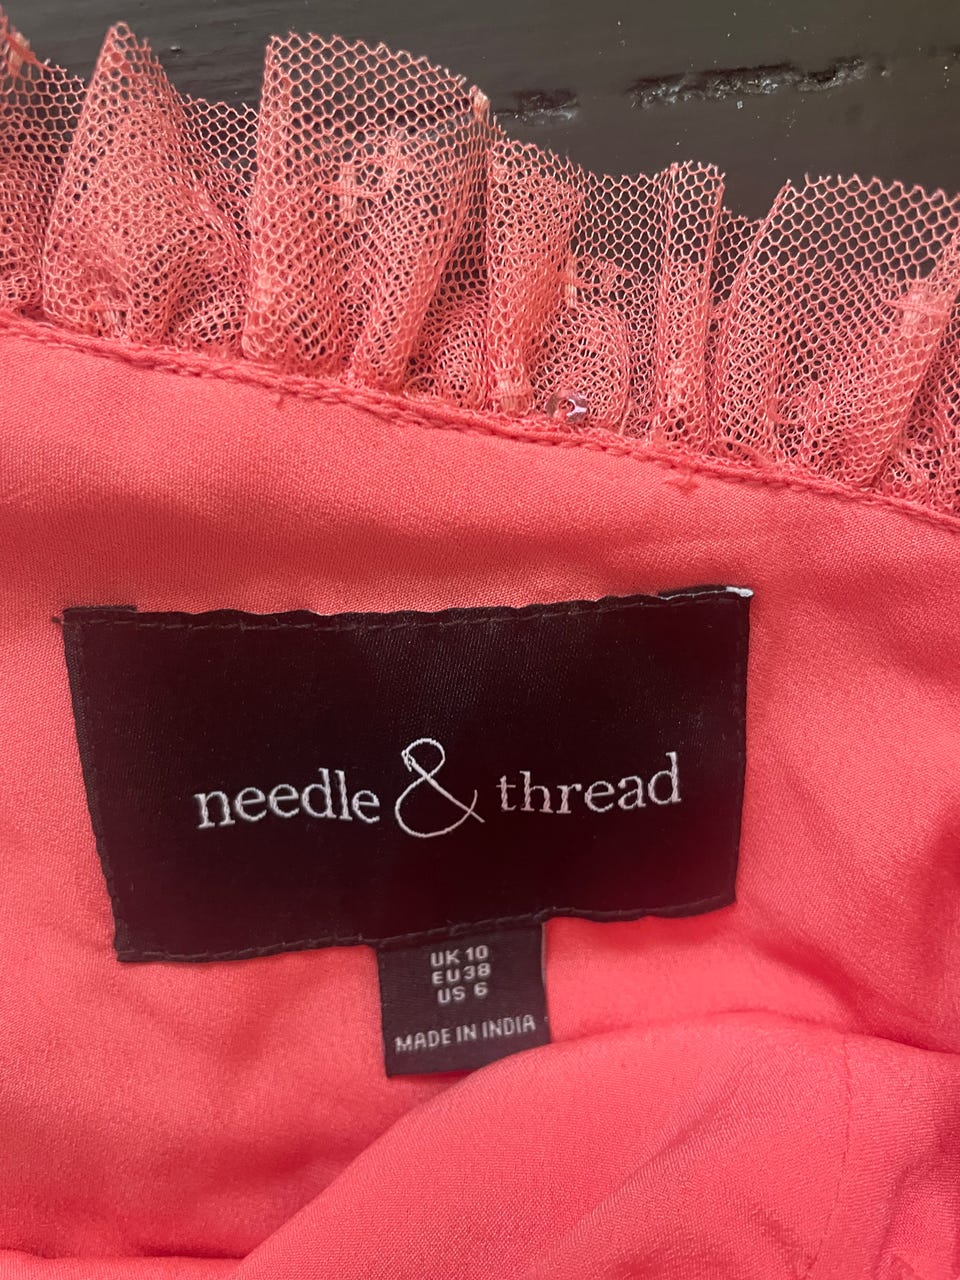 needle & thread
UK 10
EU 38
US 6
MADE IN INDIA